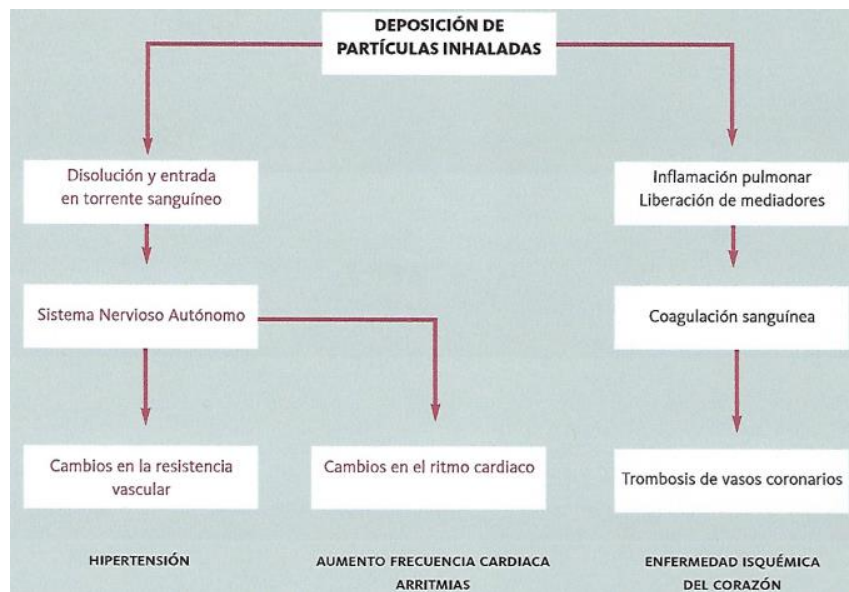 DEPOSICIÓN DE
PARTÍCULAS INHALADAS
Disolución y entrada
en torrente sanguíneo
Inflamación pulmonar
Liberación de mediadores
Sistema Nervioso Autónomo
Coagulación sanguínea
Cambios en la resistencia
vascular
Cambios en el ritmo cardiaco
Trombosis de vasos coronarios
HIPERTENSIÓN
AUMENTO FRECUENCIA CARDIACA
ARRITMIAS
ENFERMEDAD ISQUÉMICA
DEL CORAZÓN